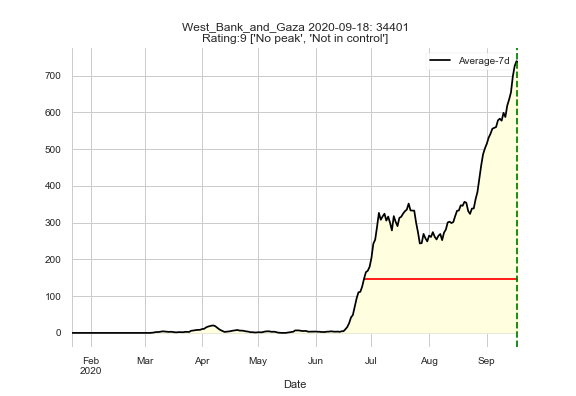 West_Bank_and_Gaza 2020-09-18: 34401
Rating:9 ['No peak', 'Not in control']
Average-7d
700
600
500
400
300
200
100
0
Feb Mar Apr May Jun Jul Aug Sep
2020
Date